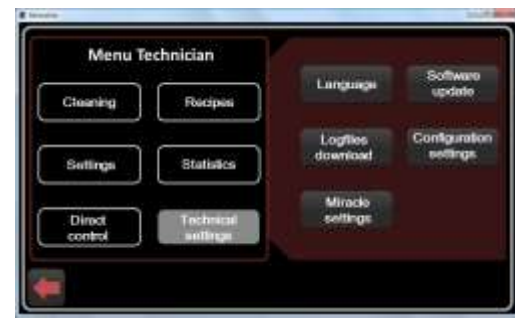 Menu Technician
Cleaning
Recipes
Settings
Statistics
Direct
control
Technical
settings
Language
Software
update
Logfiles
download
Configuration
settings
Miracle
settings